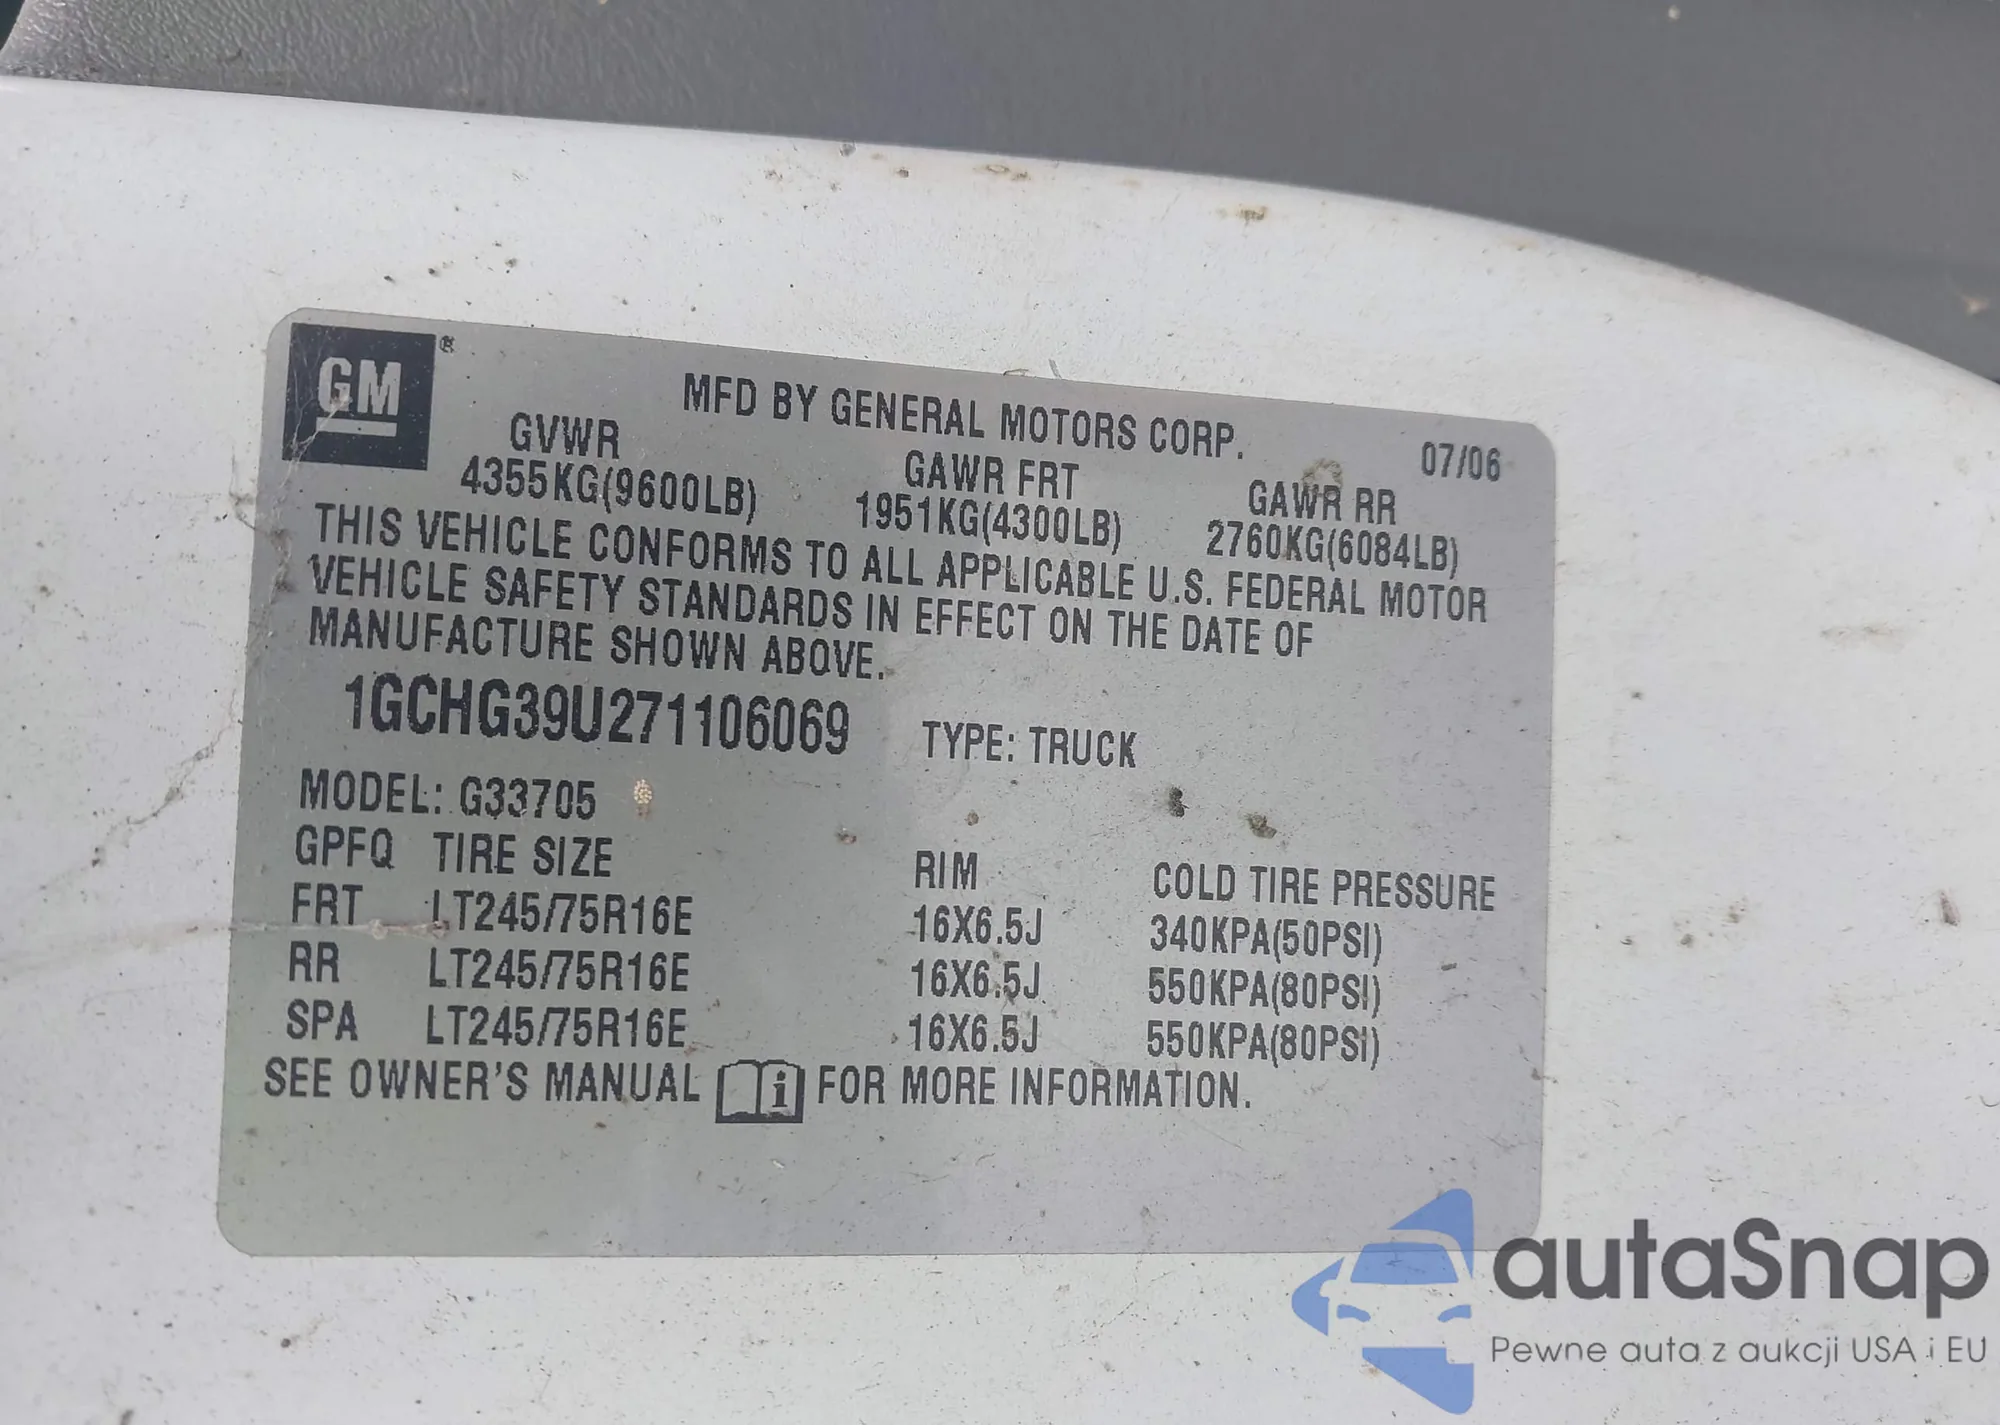 GM®
MFD BY GENERAL MOTORS CORP.
07/06
GVWR GAWR FRT GAWR RR
4355KG(9600LB) 1951KG(4300LB) 2760KG(6084LB)
THIS VEHICLE CONFORMS TO ALL APPLICABLE U.S. FEDERAL MOTOR
VEHICLE SAFETY STANDARDS IN EFFECT ON THE DATE OF
MANUFACTURE SHOWN ABOVE.
1GCHG39U271106069 TYPE: TRUCK
MODEL: G33705
GPFQ TIRE SIZE RIM COLD TIRE PRESSURE
FRT LT245/75R16E 16X6.5J 340KPA(50PSI)
RR LT245/75R16E 16X6.5J 550KPA(80PSI)
SPA LT245/75R16E 16X6.5J 550KPA(80PSI)
SEE OWNER'S MANUAL i FOR MORE INFORMATION.
autaSnap
Pewne auta z aukcji USA i EU